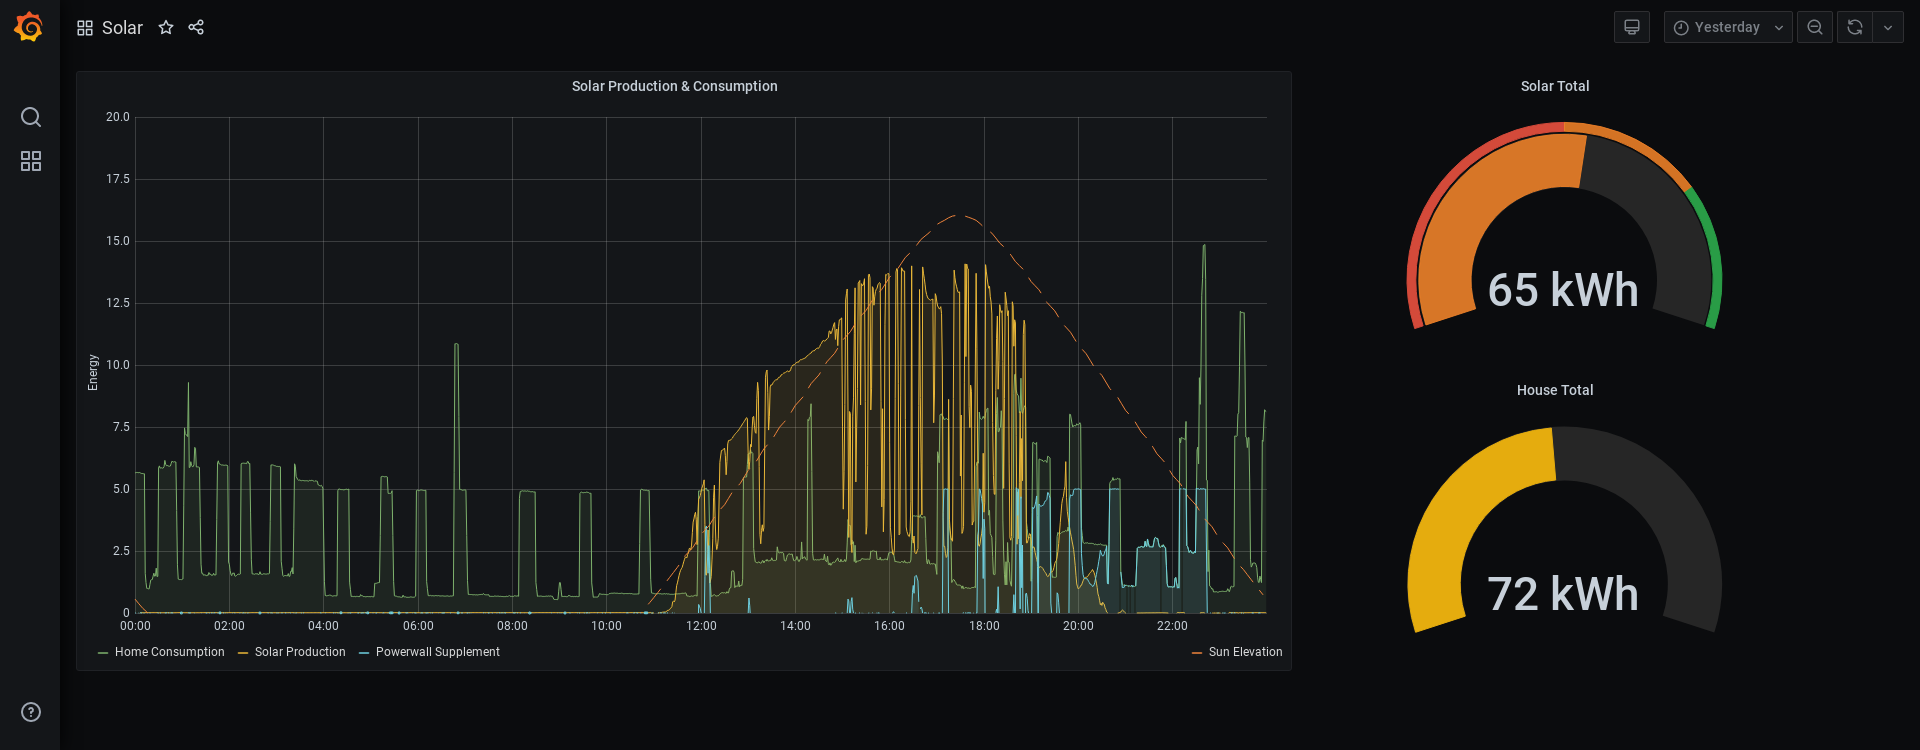 Solar
Yesterday
Solar Production & Consumption
20.0
17.5
15.0
12.5
10.0
7.5
5.0
2.5
0
Energy
00:00 02:00 04:00 06:00 08:00 10:00 12:00 14:00 16:00 18:00 20:00 22:00
Home Consumption Solar Production Powerwall Supplement Sun Elevation
Solar Total
65 kWh
House Total
72 kWh